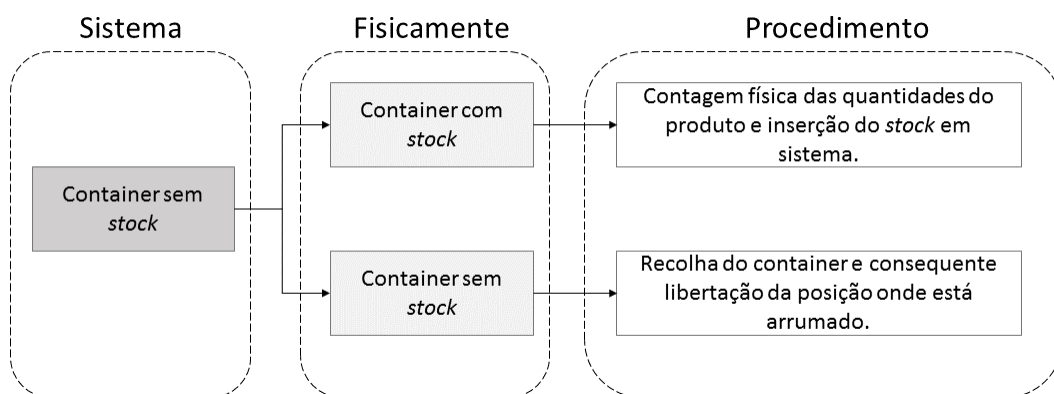 Sistema
Fisicamente
Procedimento
Container sem
stock
Container com
stock
Contagem física das quantidades do
produto e inserção do stock em
sistema.
Container sem
stock
Recolha do container e consequente
libertação da posição onde está
arrumado.